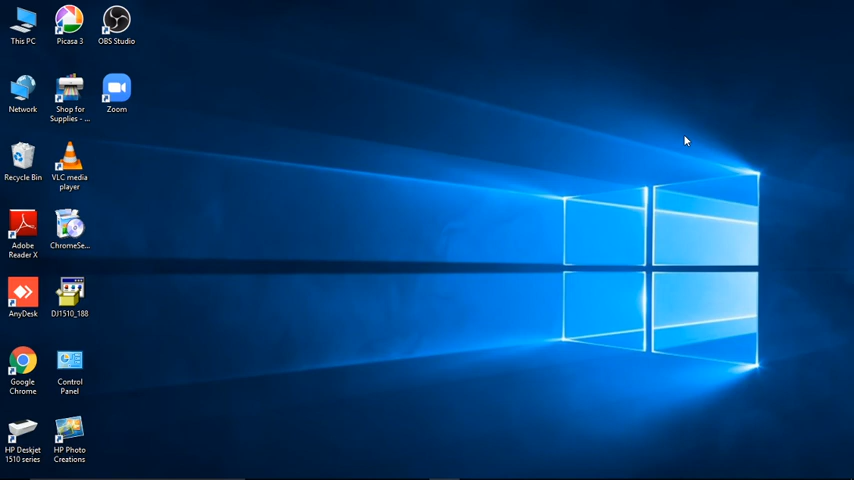 This PC
Picasa 3
OBS Studio
Network
Shop for
Supplies - ...
Zoom
Recycle Bin
VLC media
player
Adobe
Reader X
ChromeSe...
AnyDesk
DJ1510_188
Google
Chrome
Control
Panel
HP Deskjet
1510 series
HP Photo
Creations